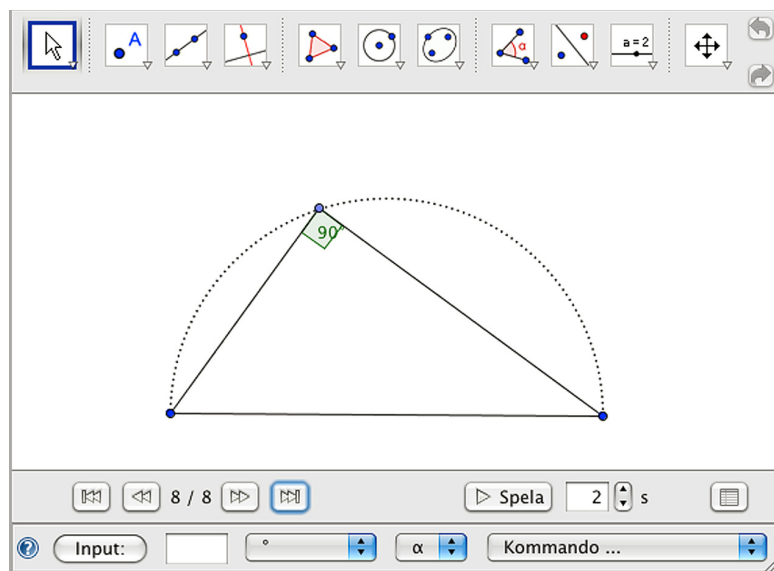 A α a=2
90°
8 / 8 Spela 2 s
Input: ° α Kommando ...